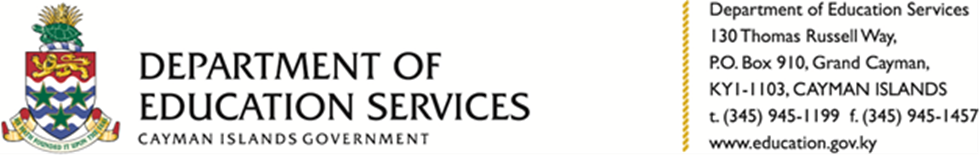 DEPARTMENT OF
EDUCATION SERVICES
CAYMAN ISLANDS GOVERNMENT
Department of Education Services
130 Thomas Russell Way,
P.O. Box 910, Grand Cayman,
KY1-1103, CAYMAN ISLANDS
t. (345) 945-1199 f. (345) 945-1457
www.education.gov.ky